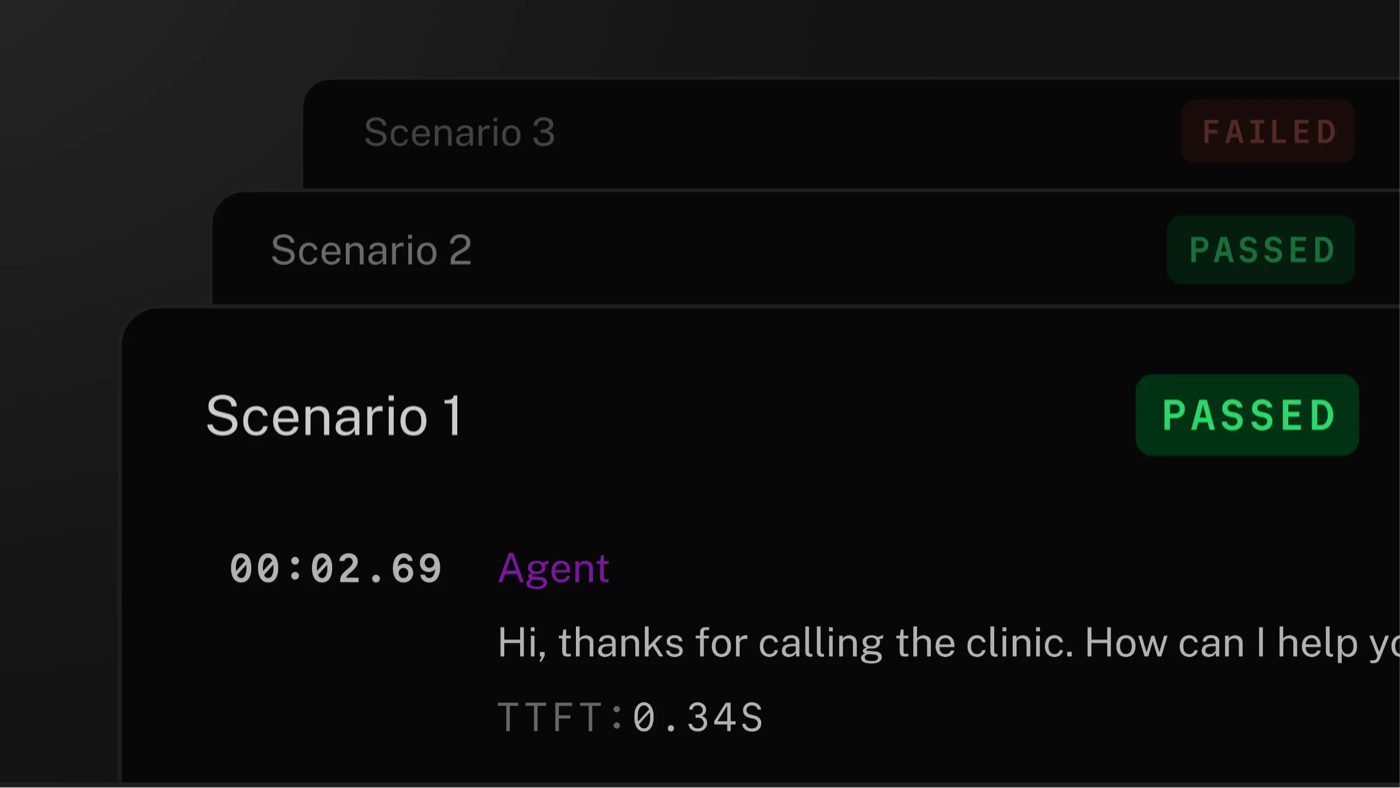 Scenario 3
FAILED
Scenario 2
PASSED
Scenario 1
PASSED
00:02.69
Agent
Hi, thanks for calling the clinic. How can I help
TTFT:0.34S